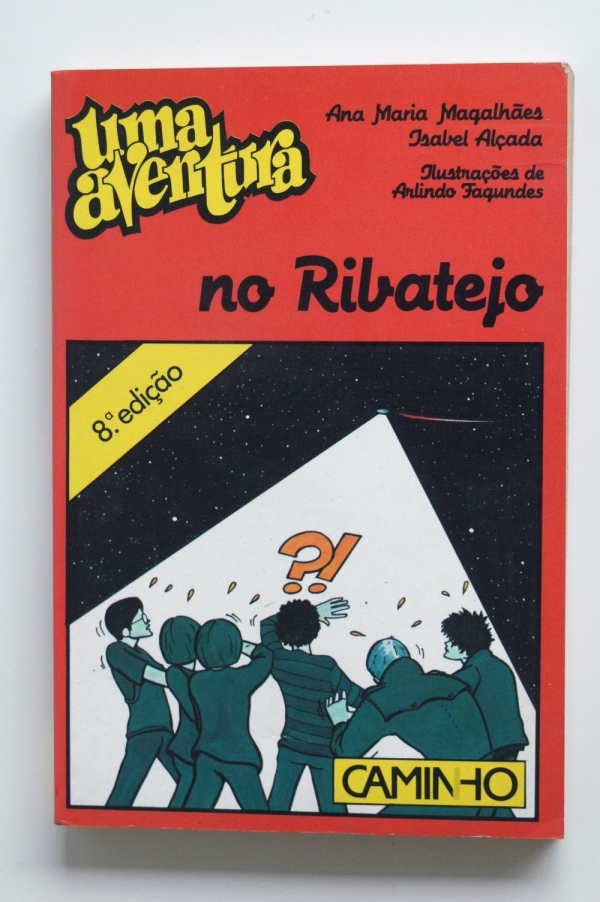 uma
aventura
Ana Maria Magalhães
Isabel Alçada
Ilustrações de
Arlindo Fagundes
no Ribatejo
8.ª edição
?!
CAMINHO